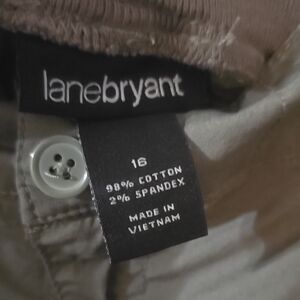 lanebryant
16
98% COTTON
2% SPANDEX
MADE IN
VIETNAM